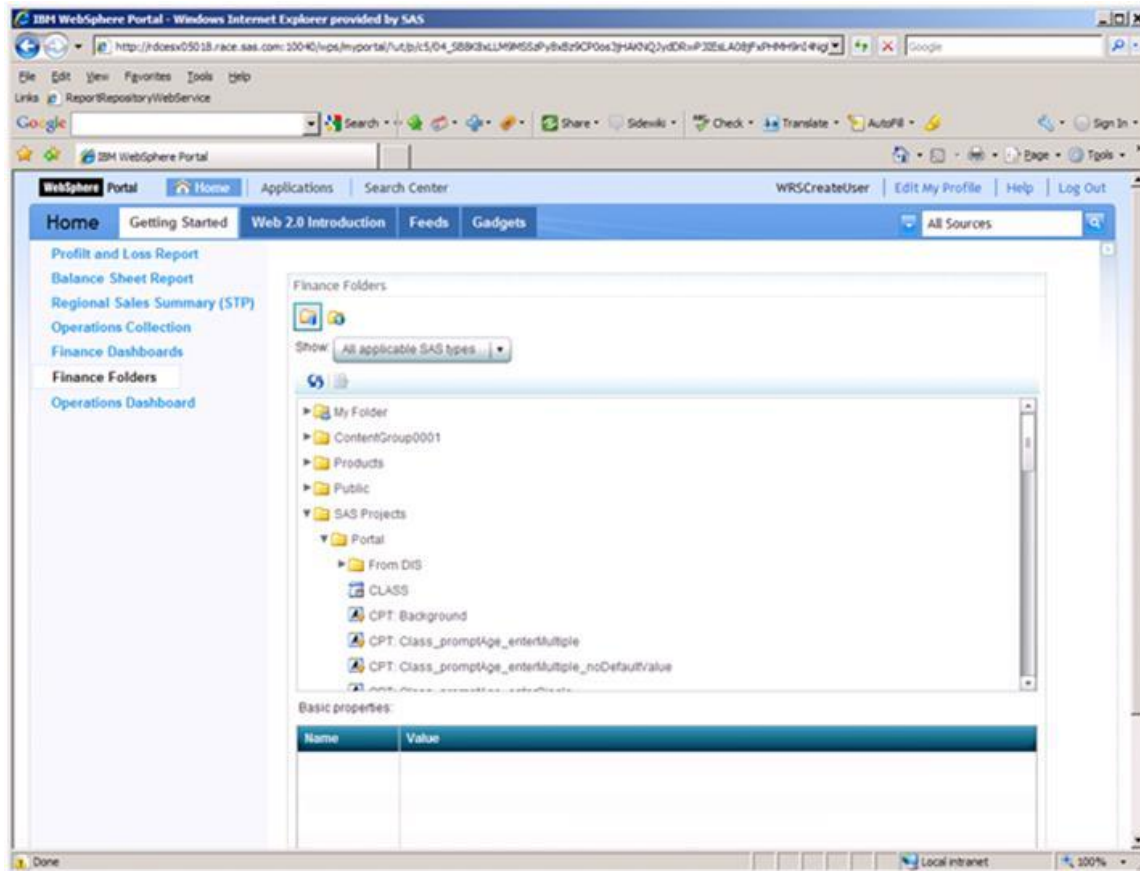 IBM WebSphere Portal - Windows Internet Explorer provided by SAS
Google
File Edit View Favorites Tools Help
Links ReportRepositoryWebService
Google Search Share Sidewiki Check Translate AutoFill Sign In
IBM WebSphere Portal Page Tools
WebSphere Portal Home Applications Search Center WRSCreateUser Edit My Profile Help Log Out
Home Getting Started Web 2.0 Introduction Feeds Gadgets All Sources
Profilt and Loss Report
Balance Sheet Report
Regional Sales Summary (STP)
Operations Collection
Finance Dashboards
Finance Folders
Operations Dashboard
Finance Folders
Show: All applicable SAS types
My Folder
ContentGroup0001
Products
Public
SAS Projects
Portal
From DIS
CLASS
CPT: Background
CPT: Class_promptAge_enterMultiple
CPT: Class_promptAge_enterMultiple_noDefaultValue
Basic properties:
Name Value
Done Local intranet 100%